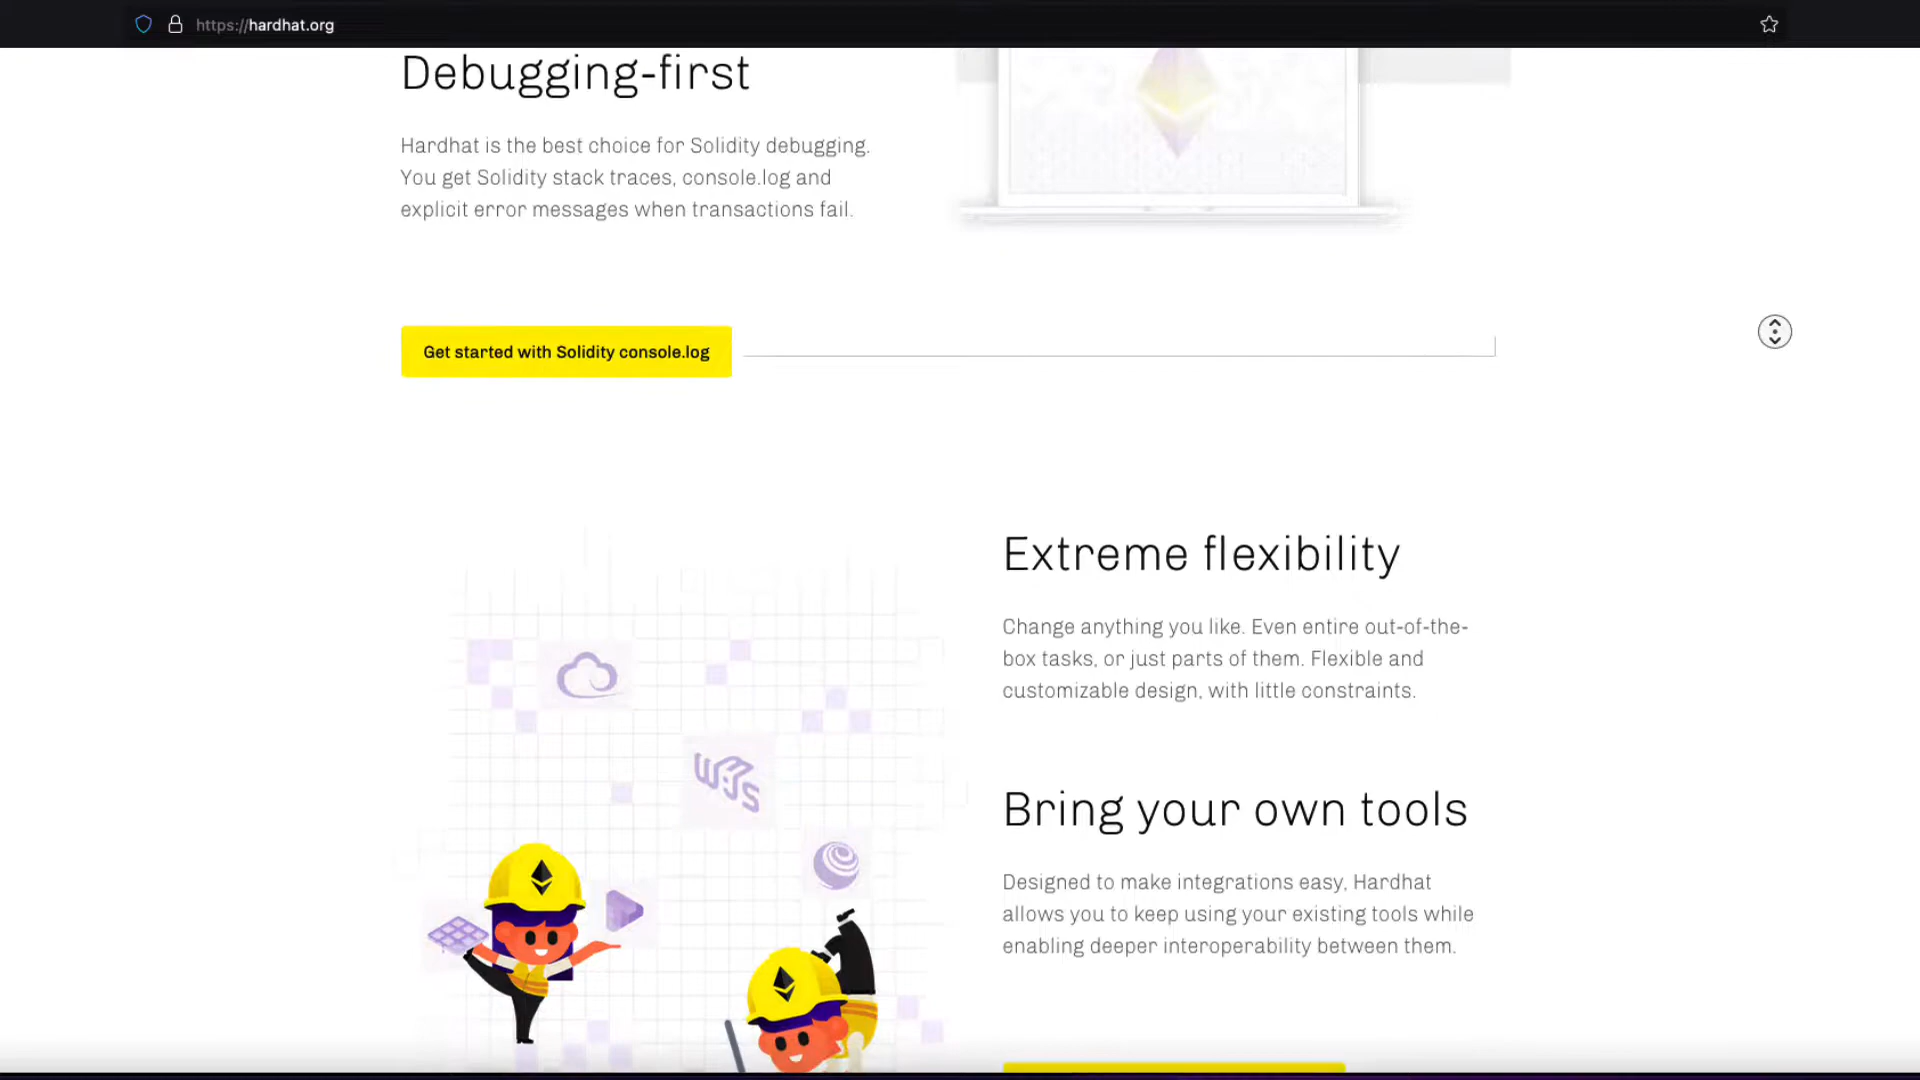 https://hardhat.org
Debugging-first
Hardhat is the best choice for Solidity debugging.
You get Solidity stack traces, console.log and
explicit error messages when transactions fail.
Get started with Solidity console.log
Extreme flexibility
Change anything you like. Even entire out-of-the-
box tasks, or just parts of them. Flexible and
customizable design, with little constraints.
W3JS
Bring your own tools
Designed to make integrations easy, Hardhat
allows you to keep using your existing tools while
enabling deeper interoperability between them.